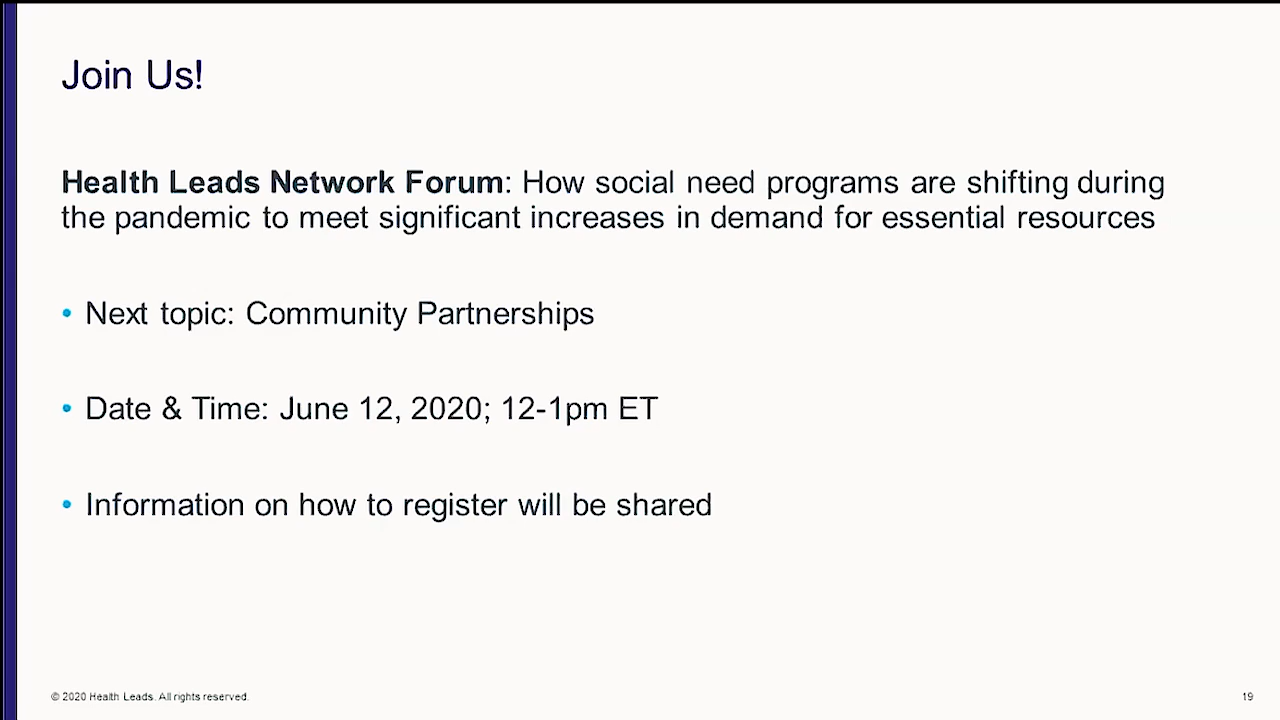 Join Us!
Health Leads Network Forum: How social need programs are shifting during
the pandemic to meet significant increases in demand for essential resources
• Next topic: Community Partnerships
• Date & Time: June 12, 2020; 12-1pm ET
• Information on how to register will be shared
© 2020 Health Leads. All rights reserved.
19